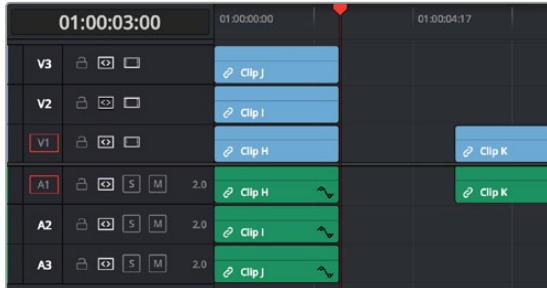 01:00:03:00 01:00:00:00 01:00:04:17
V3 Clip J
V2 Clip I
V1 Clip H Clip K
A1 S M 2.0 Clip H Clip K
A2 S M 2.0 Clip I
A3 S M 2.0 Clip J